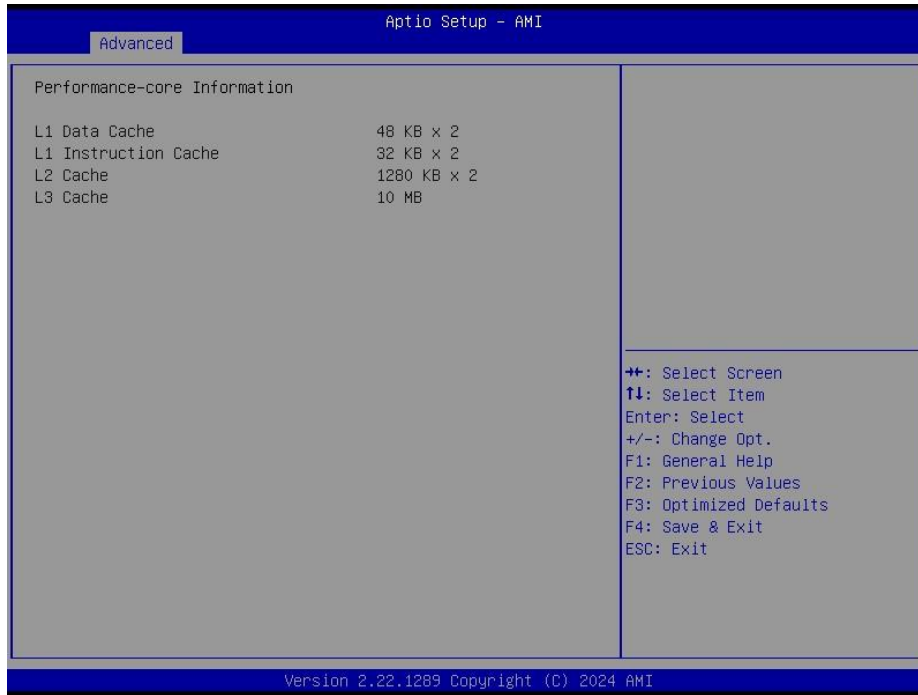 Aptio Setup – AMI
Advanced
Performance-core Information
L1 Data Cache 48 KB x 2
L1 Instruction Cache 32 KB x 2
L2 Cache 1280 KB x 2
L3 Cache 10 MB
→←: Select Screen
↑↓: Select Item
Enter: Select
+/-: Change Opt.
F1: General Help
F2: Previous Values
F3: Optimized Defaults
F4: Save & Exit
ESC: Exit
Version 2.22.1289 Copyright (C) 2024 AMI